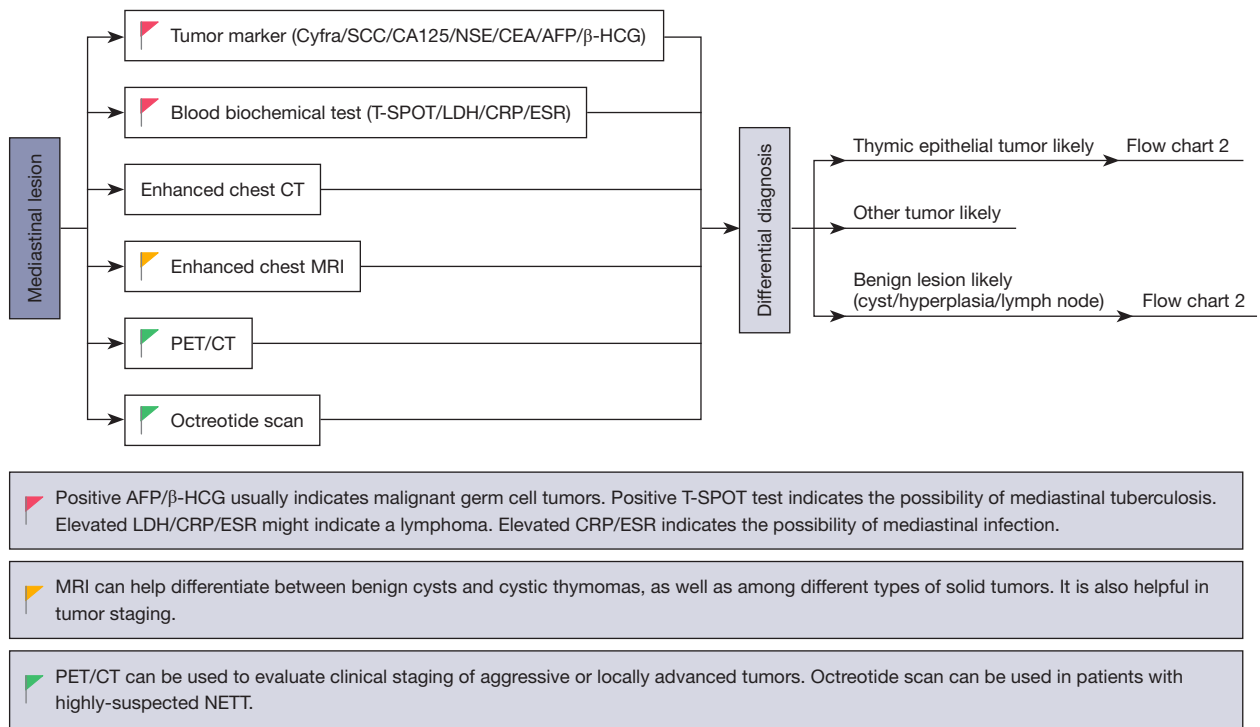 Mediastinal lesion
Tumor marker (Cyfra/SCC/CA125/NSE/CEA/AFP/β-HCG)
Blood biochemical test (T-SPOT/LDH/CRP/ESR)
Enhanced chest CT
Enhanced chest MRI
PET/CT
Octreotide scan
Differential diagnosis
Thymic epithelial tumor likely
Flow chart 2
Other tumor likely
Benign lesion likely
(cyst/hyperplasia/lymph node)
Flow chart 2
Positive AFP/β-HCG usually indicates malignant germ cell tumors. Positive T-SPOT test indicates the possibility of mediastinal tuberculosis.
Elevated LDH/CRP/ESR might indicate a lymphoma. Elevated CRP/ESR indicates the possibility of mediastinal infection.
MRI can help differentiate between benign cysts and cystic thymomas, as well as among different types of solid tumors. It is also helpful in
tumor staging.
PET/CT can be used to evaluate clinical staging of aggressive or locally advanced tumors. Octreotide scan can be used in patients with
highly-suspected NETT.